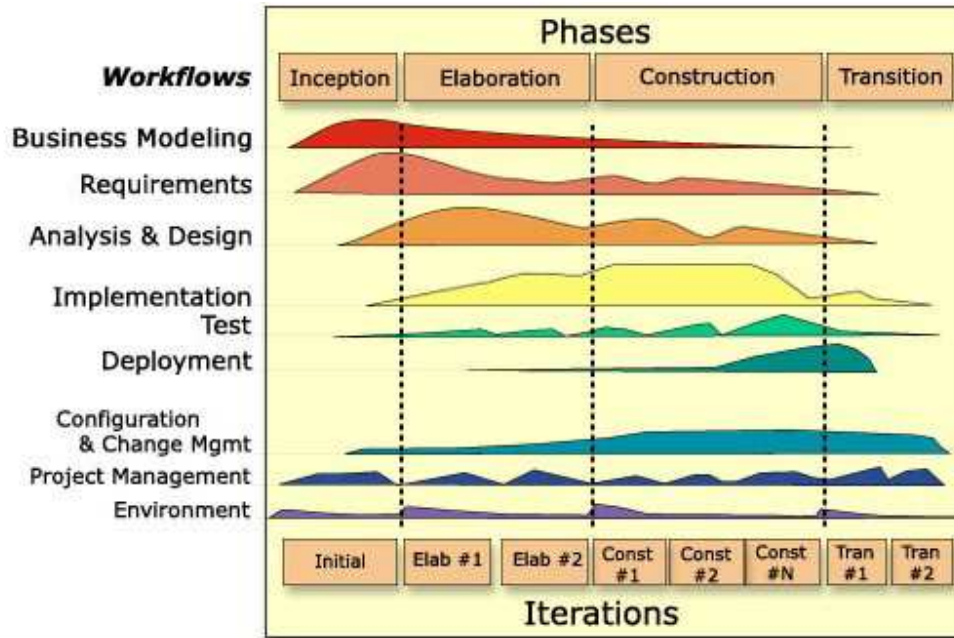 Phases
Workflows
Inception
Elaboration
Construction
Transition
Business Modeling
Requirements
Analysis & Design
Implementation
Test
Deployment
Configuration
& Change Mgmt
Project Management
Environment
Initial
Elab #1
Elab #2
Const
#1
Const
#2
Const
#N
Tran
#1
Tran
#2
Iterations